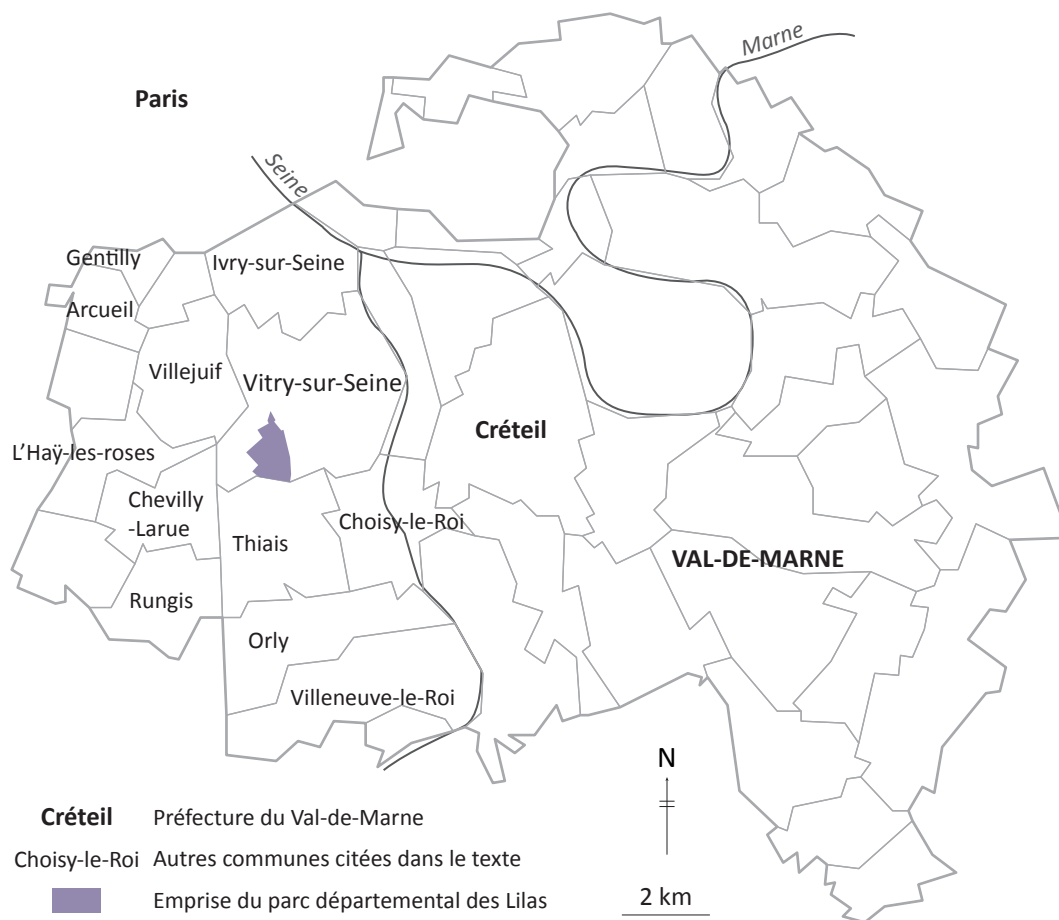 Marne
Paris
Seine
Gentilly
Ivry-sur-Seine
Arcueil
Villejuif
Vitry-sur-Seine
Créteil
L'Haÿ-les-roses
Chevilly
-Larue
Choisy-le-Roi
Thiais
VAL-DE-MARNE
Rungis
Orly
Villeneuve-le-Roi
N
Créteil Préfecture du Val-de-Marne
Choisy-le-Roi Autres communes citées dans le texte
Emprise du parc départemental des Lilas
2 km